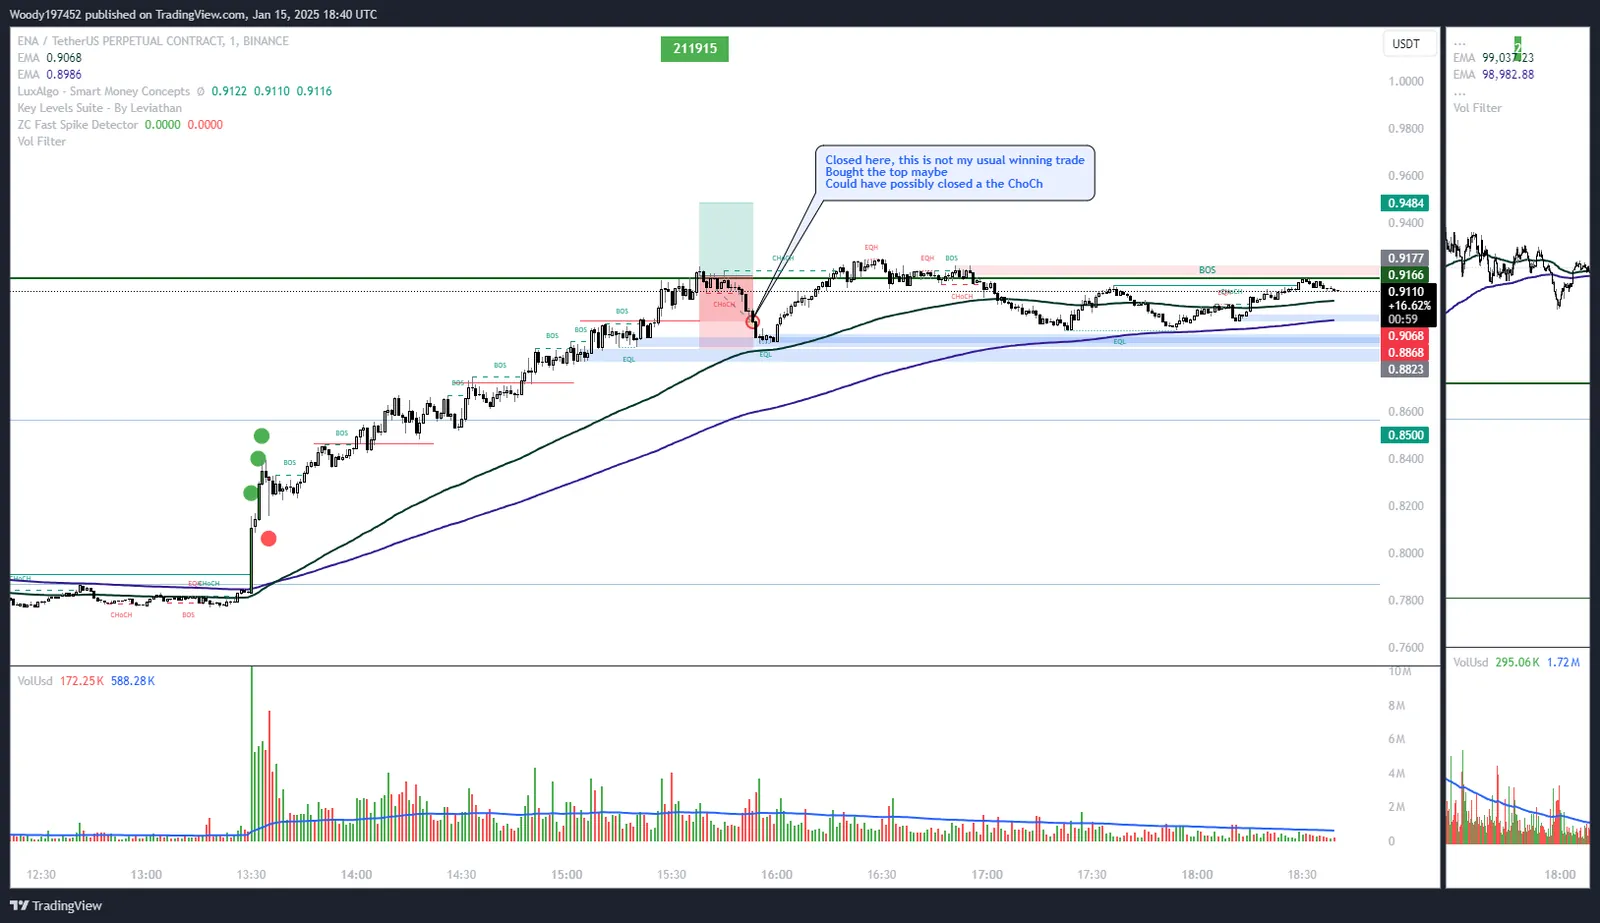 Woody197452 published on TradingView.com, Jan 15, 2025 18:40 UTC
ENA / TetherUS PERPETUAL CONTRACT, 1, BINANCE
EMA 0.9068
EMA 0.8986
LuxAlgo - Smart Money Concepts Ø 0.9122 0.9110 0.9116
Key Levels Suite - By Leviathan
ZC Fast Spike Detector 0.0000 0.0000
Vol Filter
211915
Closed here, this is not my usual winning trade
Bought the top maybe
Could have possibly closed a the ChoCh
USDT
1.0000
0.9800
0.9600
0.9484
0.9400
0.9177
0.9166
0.9110
+16.62%
00:59
0.9068
0.8868
0.8823
0.8600
0.8500
0.8400
0.8200
0.8000
0.7800
0.7600
EQH
EQH
BOS
CHoCH
BOS
CHoCH
CHoCH
BOS
BOS
BOS
EQL
EQL
EQL
BOS
BOS
BOS
BOS
CHoCH
CHoCH
BOS
VolUsd 172.25K 588.28K
10M
8M
6M
4M
2M
0
12:30 13:00 13:30 14:00 14:30 15:00 15:30 16:00 16:30 17:00 17:30 18:00 18:30
...
EMA 99,037.23
EMA 98,982.88
...
Vol Filter
VolUsd 295.06K 1.72M
18:00
TradingView